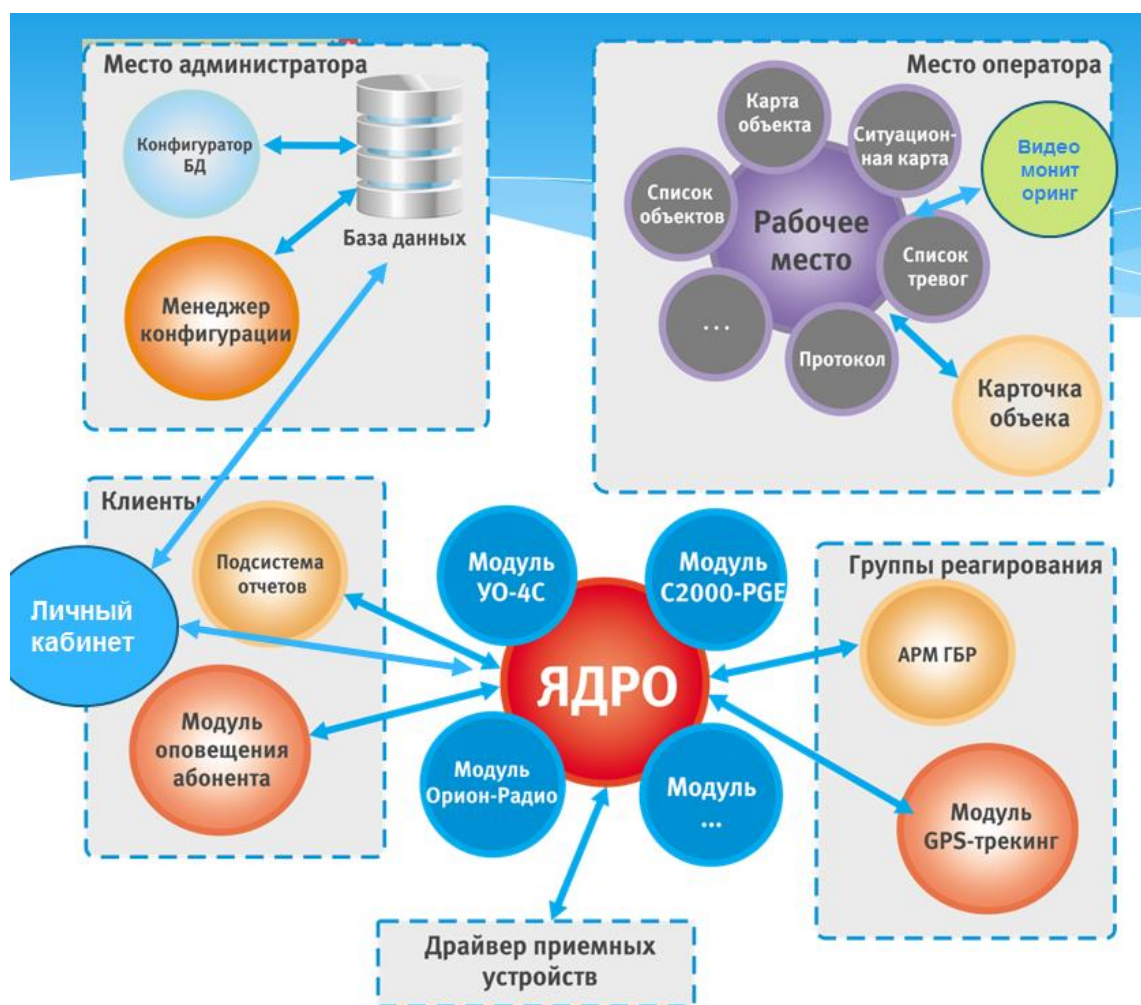 Место администратора
Конфигуратор
БД
База данных
Менеджер
конфигурации
Место оператора
Карта
объекта
Ситуацион-
ная карта
Видео
монит
оринг
Список
объектов
Рабочее
место
Список
тревог
...
Протокол
Карточка
объека
Клиенты
Подсистема
отчетов
Личный
кабинет
Модуль
оповещения
абонента
Модуль
УО-4С
Модуль
С2000-PGE
ЯДРО
Модуль
Орион-Радио
Модуль
...
Группы реагирования
АРМ ГБР
Модуль
GPS-трекинг
Драйвер приемных
устройств